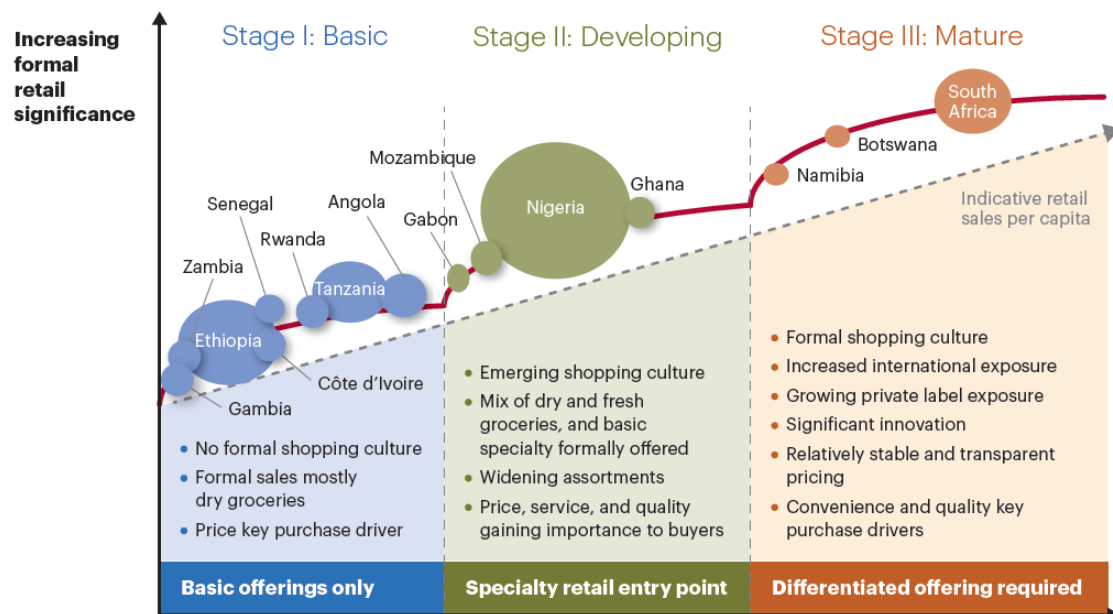 Increasing
formal
retail
significance
Stage I: Basic
Stage II: Developing
Stage III: Mature
South
Africa
Botswana
Namibia
Mozambique
Nigeria
Ghana
Gabon
Angola
Senegal
Rwanda
Tanzania
Zambia
Ethiopia
Côte d’Ivoire
Gambia
Indicative retail
sales per capita
• No formal shopping culture
• Formal sales mostly
dry groceries
• Price key purchase driver
• Emerging shopping culture
• Mix of dry and fresh
groceries, and basic
specialty formally offered
• Widening assortments
• Price, service, and quality
gaining importance to buyers
• Formal shopping culture
• Increased international exposure
• Growing private label exposure
• Significant innovation
• Relatively stable and transparent
pricing
• Convenience and quality key
purchase drivers
Basic offerings only
Specialty retail entry point
Differentiated offering required